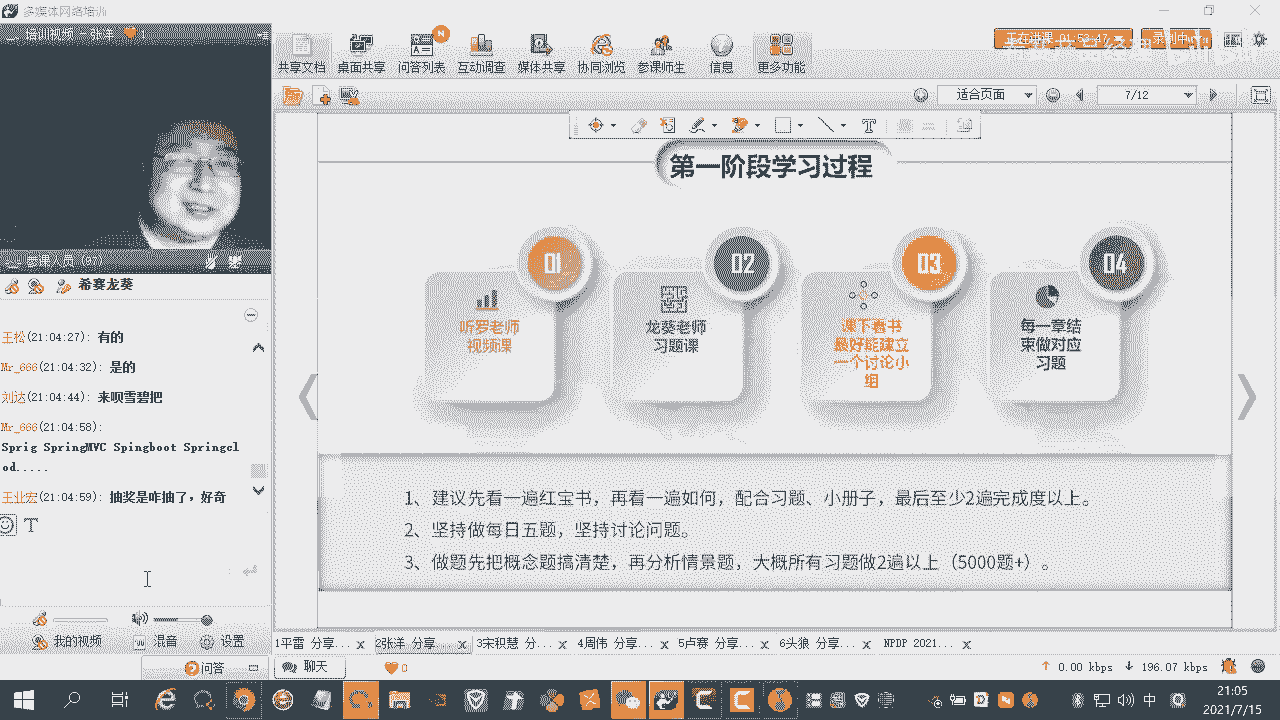 多媒体网络培训
培训视频 - 张洋
1
共享文档
桌面共享
问答列表
N
互动调查
媒体共享
协同浏览
参课师生
信息
更多功能
正在讲课 01:53:47
录制中
适合页面
7/12
T
第一阶段学习过程
01
听罗老师
视频课
02
龙葵老师
习题课
03
课下看书
最好能建立
一个讨论小
组
04
每一章结
束做对应
习题
1、建议先看一遍红宝书，再看一遍如何，配合习题、小册子，最后至少2遍完成度以上。
2、坚持做每日五题，坚持讨论问题。
3、做题先把概念题搞清楚，再分析情景题，大概所有习题做2遍以上（5000题+）。
希赛龙葵
王松(21:04:27): 有的
Mr_666(21:04:32): 是的
刘达(21:04:44): 来呗雪碧把
Mr_666(21:04:58):
Sprig SpringMVC Spingboot Springcl
od.....
王业宏(21:04:59): 抽奖是咋抽了，好奇
T
我的视频
混音
设置
问答
聊天
0
1平雷 分享... x
2张洋 分享... x
3宋积慧 分... x
4周伟 分享... x
5卢赛 分享... x
6头狼 分享... x
NPDP 2021... x
0.00 kbps
196.07 kbps
中
21:05
2021/7/15